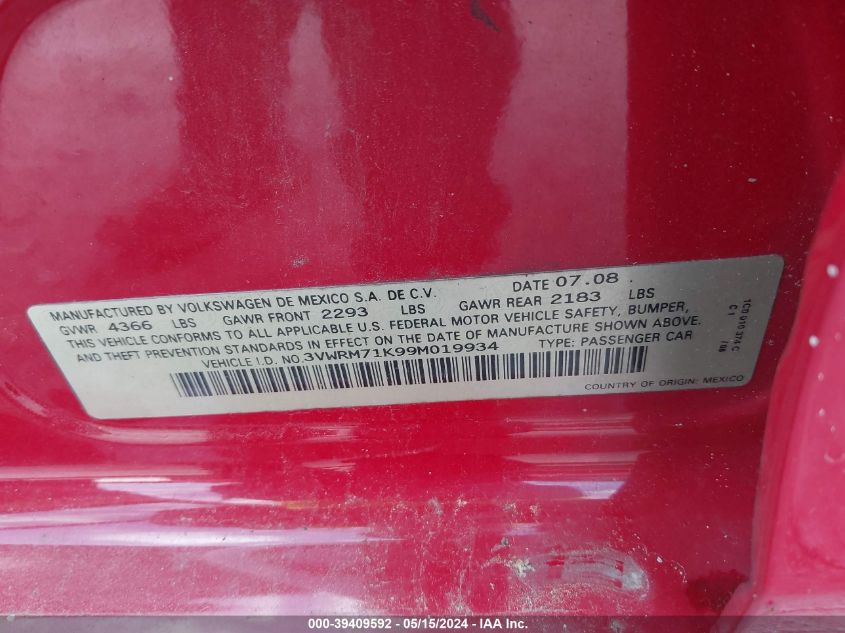 MANUFACTURED BY VOLKSWAGEN DE MEXICO S.A. DE C.V. DATE 07.08
GVWR 4366 LBS GAWR FRONT 2293 LBS GAWR REAR 2183 LBS
THIS VEHICLE CONFORMS TO ALL APPLICABLE U.S. FEDERAL MOTOR VEHICLE SAFETY, BUMPER,
AND THEFT PREVENTION STANDARDS IN EFFECT ON THE DATE OF MANUFACTURE SHOWN ABOVE.
VEHICLE I.D. NO. 3VWRM71K99M019934 TYPE: PASSENGER CAR
COUNTRY OF ORIGIN: MEXICO
C1 /08
000-39409592 - 05/15/2024 - IAA, Inc.